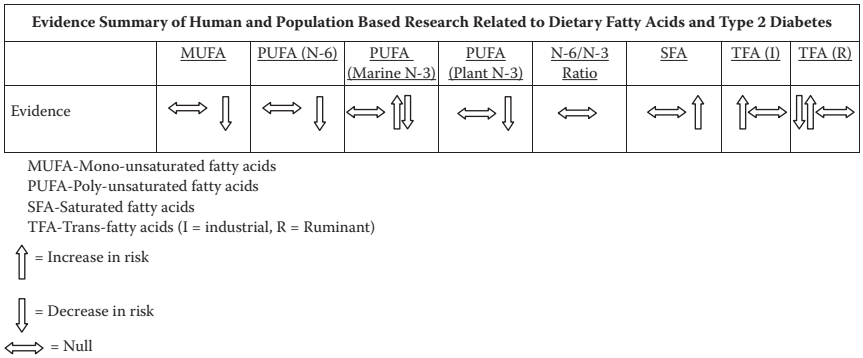 Evidence Summary of Human and Population Based Research Related to Dietary Fatty Acids and Type 2 Diabetes
MUFA PUFA (N-6) PUFA (Marine N-3) PUFA (Plant N-3) N-6/N-3 Ratio SFA TFA (I) TFA (R)
Evidence
MUFA-Mono-unsaturated fatty acids
PUFA-Poly-unsaturated fatty acids
SFA-Saturated fatty acids
TFA-Trans-fatty acids (I = industrial, R = Ruminant)
= Increase in risk
= Decrease in risk
= Null